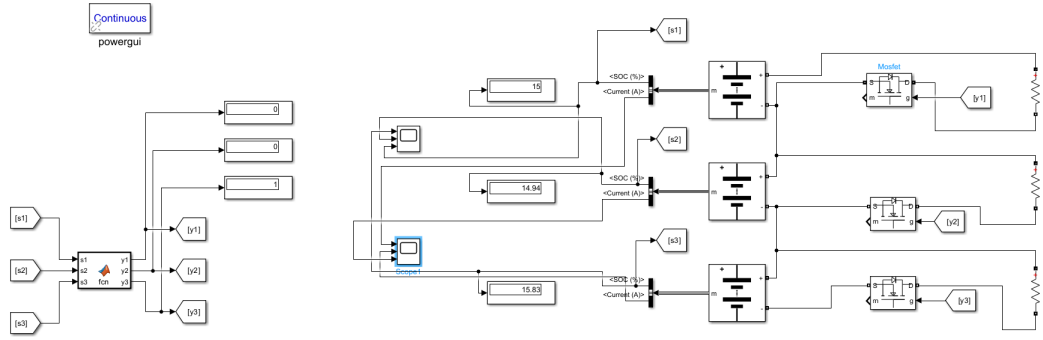 Continuous
powergui
[s1]
<SOC (%)>
<Current (A)>
15
+
m
+
-
Mosfet
S
D
m
g
[y1]
+
0
0
1
[s2]
<SOC (%)>
<Current (A)>
14.94
+
m
+
-
S
D
m
g
[y2]
+
[s1]
[s2]
[s3]
s1
s2
s3
fcn
y1
y2
y3
[y1]
[y2]
[y3]
Scope1
[s3]
<SOC (%)>
<Current (A)>
15.83
+
m
+
-
S
D
m
g
[y3]
+